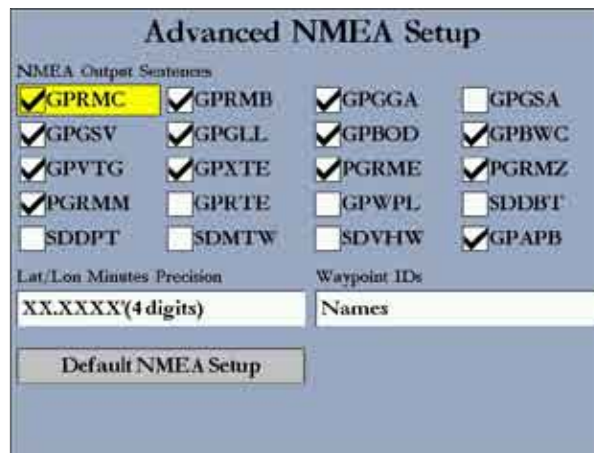 Advanced NMEA Setup
NMEA Output Sentences
GPRMC GPRMB GPGGA GPGSA
GPGSV GPGLL GPBOD GPBWC
GPVTG GPXTE PGRME PGRMZ
PGRMM GPRTE GPWPL SDDBT
SDDPT SDMTW SDVHW GPAPB
Lat/Lon Minutes Precision Waypoint IDs
XX.XXXX'(4 digits) Names
Default NMEA Setup